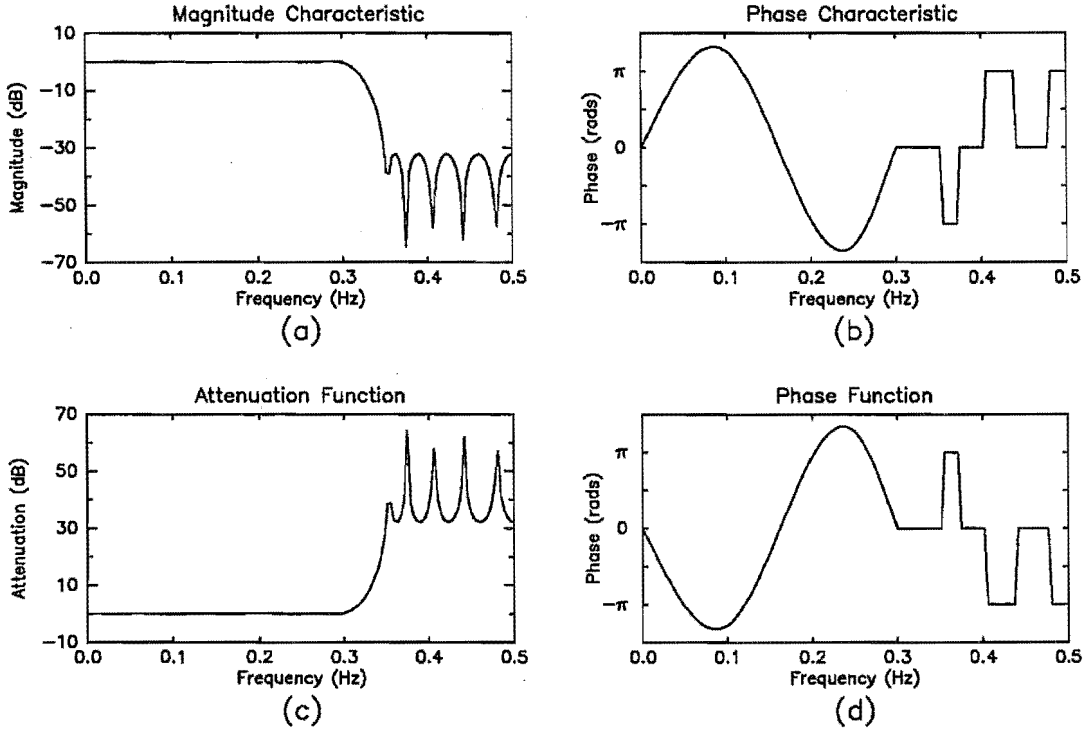 Magnitude Characteristic
10
−10
−30
−50
−70
Magnitude (dB)
0.0 0.1 0.2 0.3 0.4 0.5
Frequency (Hz)
(a)
Phase Characteristic
π
0
−π
Phase (rads)
0.0 0.1 0.2 0.3 0.4 0.5
Frequency (Hz)
(b)
Attenuation Function
70
50
30
10
−10
Attenuation (dB)
0.0 0.1 0.2 0.3 0.4 0.5
Frequency (Hz)
(c)
Phase Function
π
0
−π
Phase (rads)
0.0 0.1 0.2 0.3 0.4 0.5
Frequency (Hz)
(d)